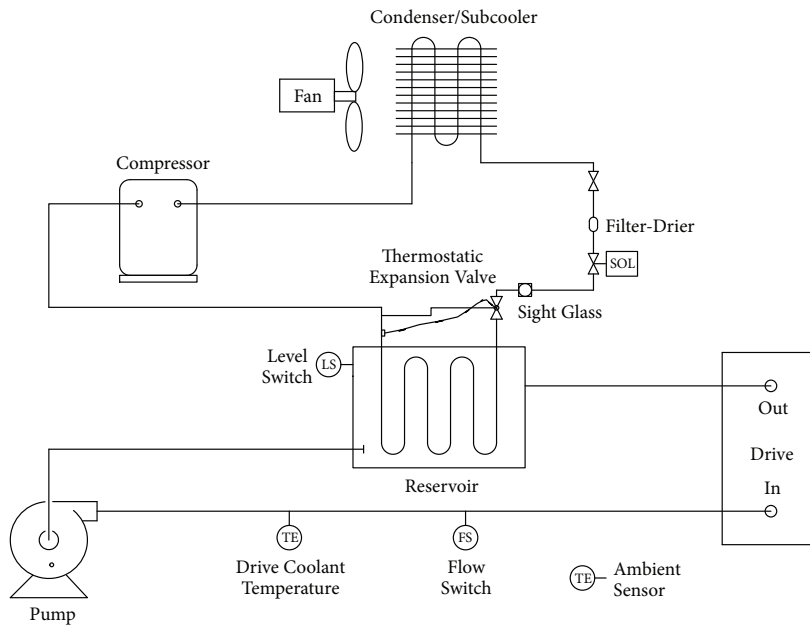 Condenser/Subcooler
Fan
Compressor
Filter-Drier
Thermostatic
Expansion Valve
SOL
Sight Glass
Level
Switch
LS
Out
Drive
In
Reservoir
TE
FS
Drive Coolant
Temperature
Flow
Switch
TE
Ambient
Sensor
Pump